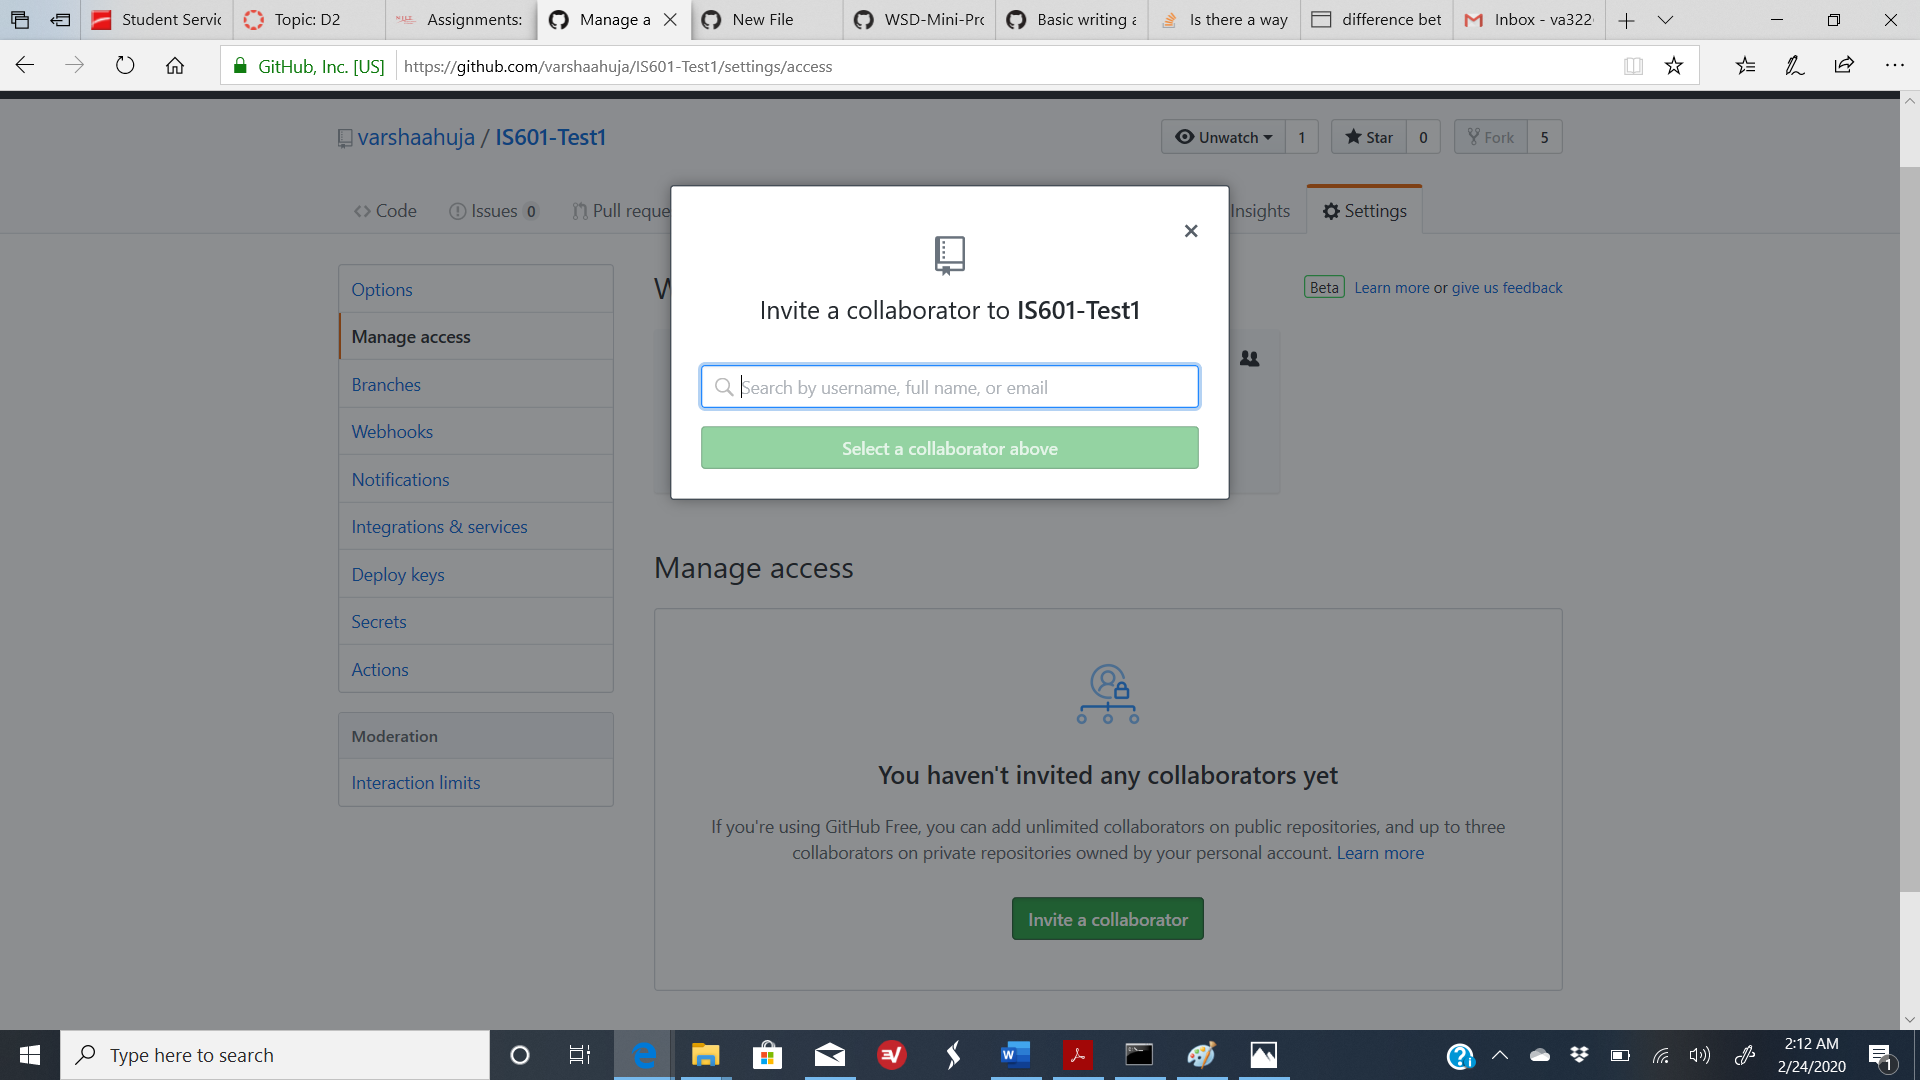 Student Servic
Topic: D2
Assignments:
Manage a
New File
WSD-Mini-Pro
Basic writing a
Is there a way
difference bet
Inbox - va322
GitHub, Inc. [US]
https://github.com/varshaahuja/IS601-Test1/settings/access
varshaahuja / IS601-Test1
Unwatch 1
Star 0
Fork 5
Code
Issues 0
Pull reque
Insights
Settings
Options
Manage access
Branches
Webhooks
Notifications
Integrations & services
Deploy keys
Secrets
Actions
Moderation
Interaction limits
Beta Learn more or give us feedback
Invite a collaborator to IS601-Test1
Search by username, full name, or email
Select a collaborator above
Manage access
You haven't invited any collaborators yet
If you're using GitHub Free, you can add unlimited collaborators on public repositories, and up to three
collaborators on private repositories owned by your personal account. Learn more
Invite a collaborator
Type here to search
2:12 AM
2/24/2020
1